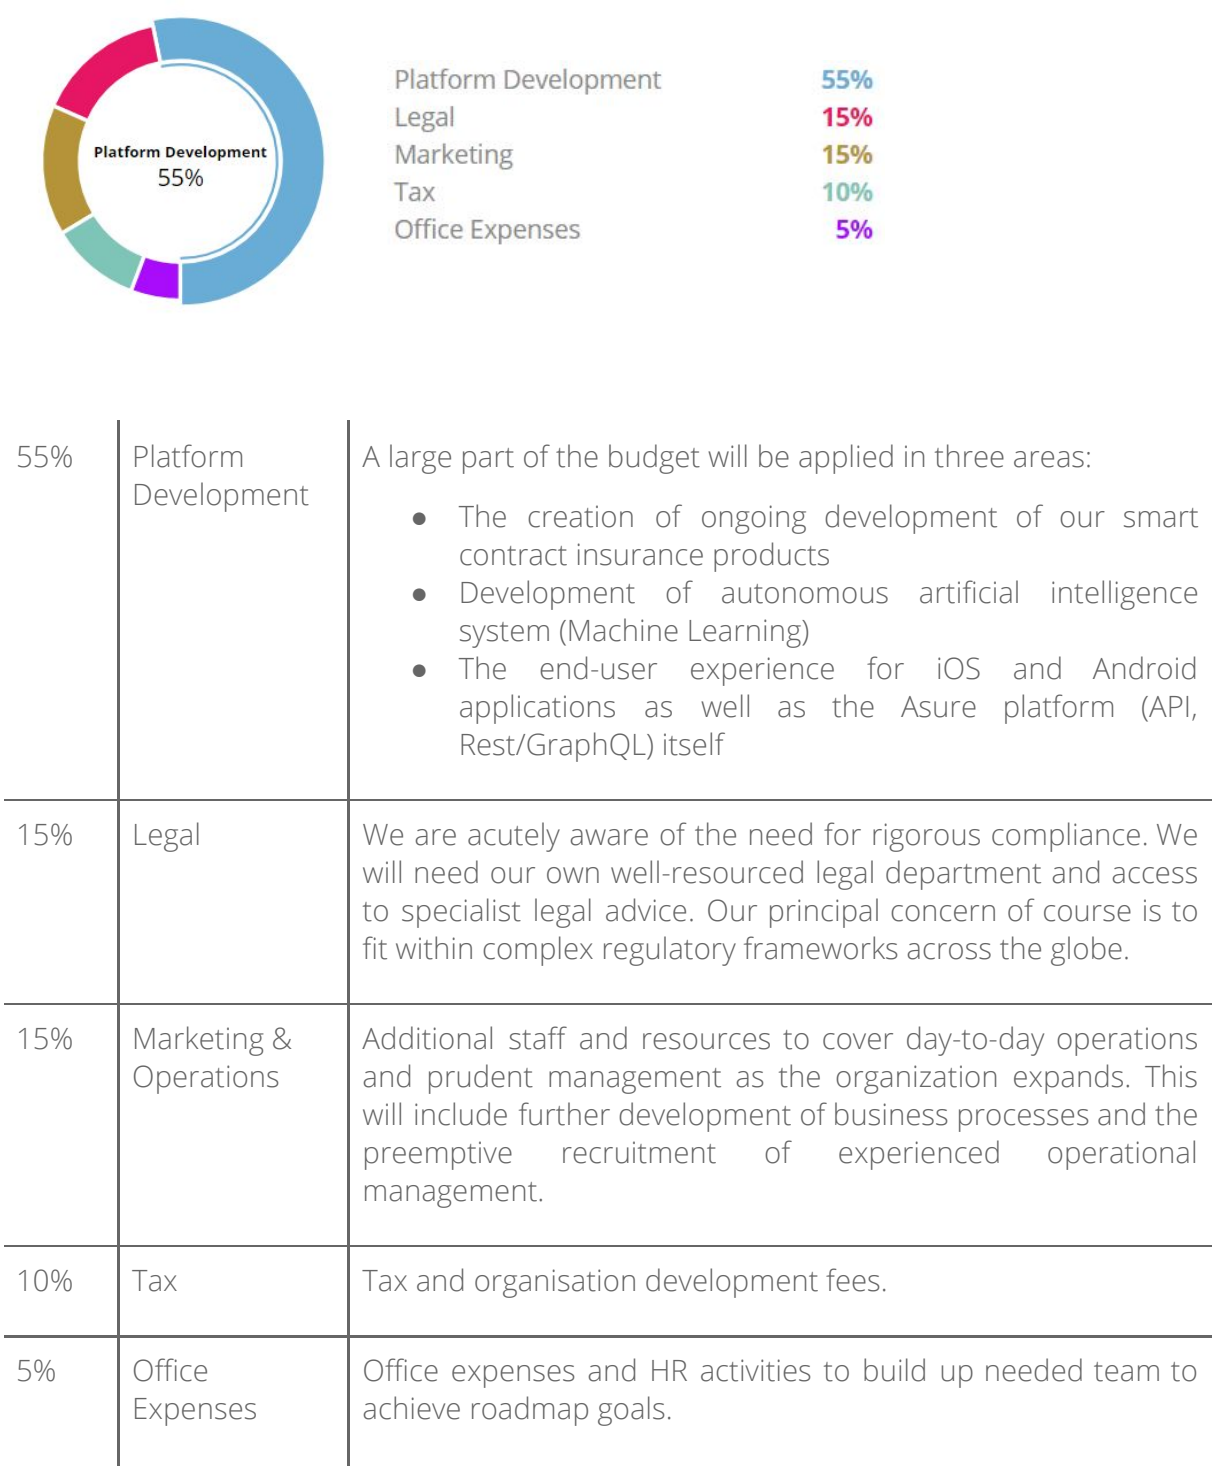 Platform Development
55%
Platform Development 55%
Legal 15%
Marketing 15%
Tax 10%
Office Expenses 5%
55%
Platform
Development
A large part of the budget will be applied in three areas:
● The creation of ongoing development of our smart
contract insurance products
● Development of autonomous artificial intelligence
system (Machine Learning)
● The end-user experience for iOS and Android
applications as well as the Asure platform (API,
Rest/GraphQL) itself
15%
Legal
We are acutely aware of the need for rigorous compliance. We
will need our own well-resourced legal department and access
to specialist legal advice. Our principal concern of course is to
fit within complex regulatory frameworks across the globe.
15%
Marketing &
Operations
Additional staff and resources to cover day-to-day operations
and prudent management as the organization expands. This
will include further development of business processes and the
preemptive recruitment of experienced operational
management.
10%
Tax
Tax and organisation development fees.
5%
Office
Expenses
Office expenses and HR activities to build up needed team to
achieve roadmap goals.